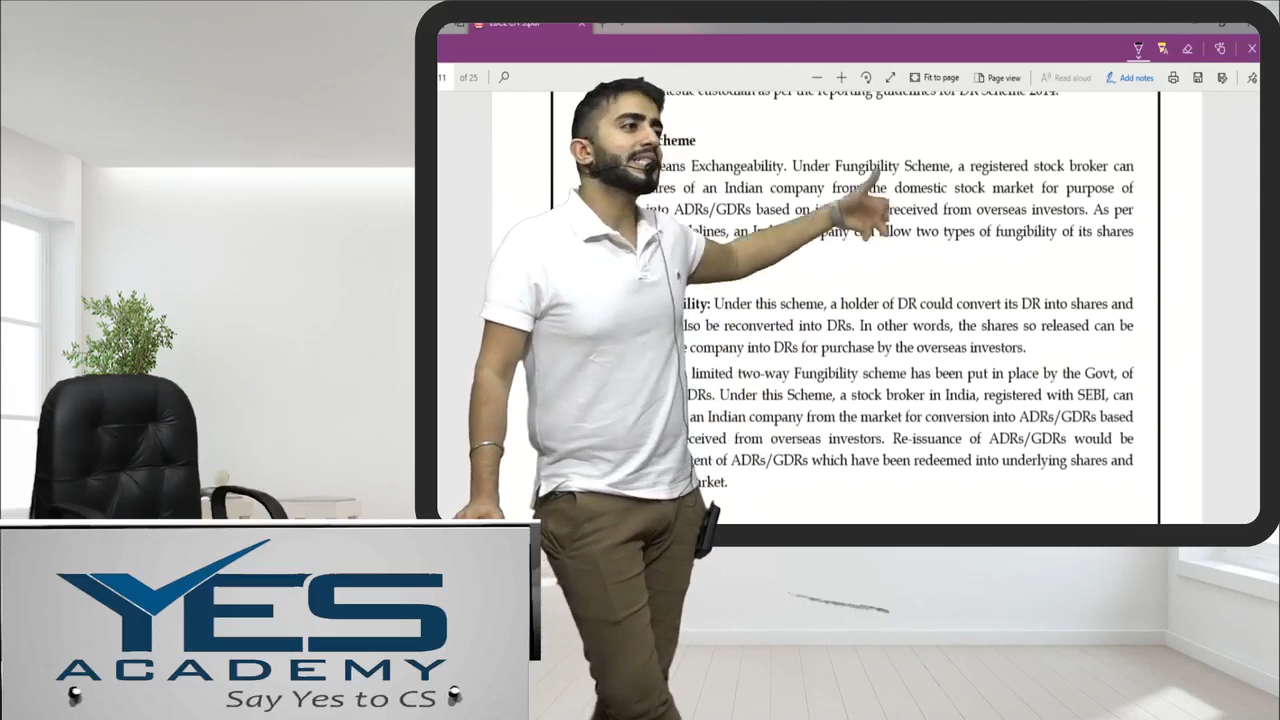 11 of 25
Fit to page
Page view
Read aloud
Add notes
custodian as per the reporting guidelines for DR Scheme 2014.
cheme
eans Exchangeability. Under Fungibility Scheme, a registered stock broker can
ares of an Indian company from the domestic stock market for purpose of
into ADRs/GDRs based on received from overseas investors. As per
elines, an allow two types of fungibility of its shares
ility: Under this scheme, a holder of DR could convert its DR into shares and
lso be reconverted into DRs. In other words, the shares so released can be
e company into DRs for purchase by the overseas investors.
limited two-way Fungibility scheme has been put in place by the Govt, of
DRs. Under this Scheme, a stock broker in India, registered with SEBI, can
an Indian company from the market for conversion into ADRs/GDRs based
ceived from overseas investors. Re-issuance of ADRs/GDRs would be
ent of ADRs/GDRs which have been redeemed into underlying shares and
arket.
YES
ACADEMY
Say Yes to CS